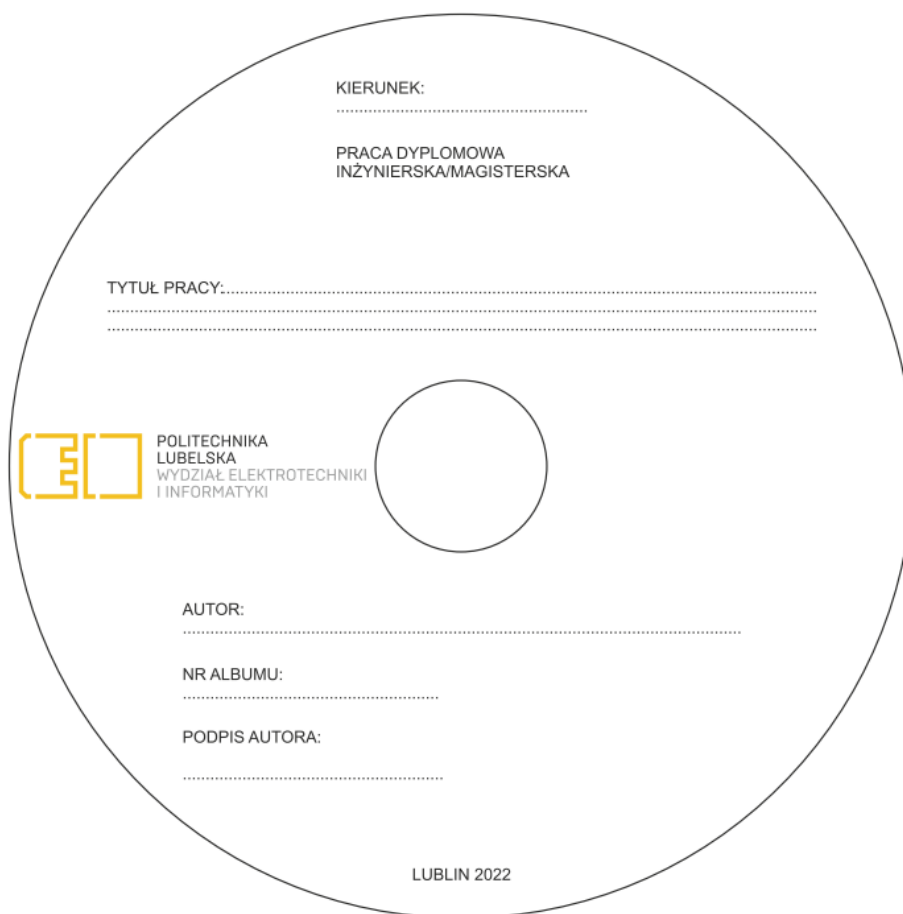 KIERUNEK:
................................................................
PRACA DYPLOMOWA
INŻYNIERSKA/MAGISTERSKA
TYTUŁ PRACY:................................................................
................................................................
................................................................
POLITECHNIKA
LUBELSKA
WYDZIAŁ ELEKTROTECHNIKI
I INFORMATYKI
AUTOR:
................................................................
NR ALBUMU:
................................................................
PODPIS AUTORA:
................................................................
LUBLIN 2022